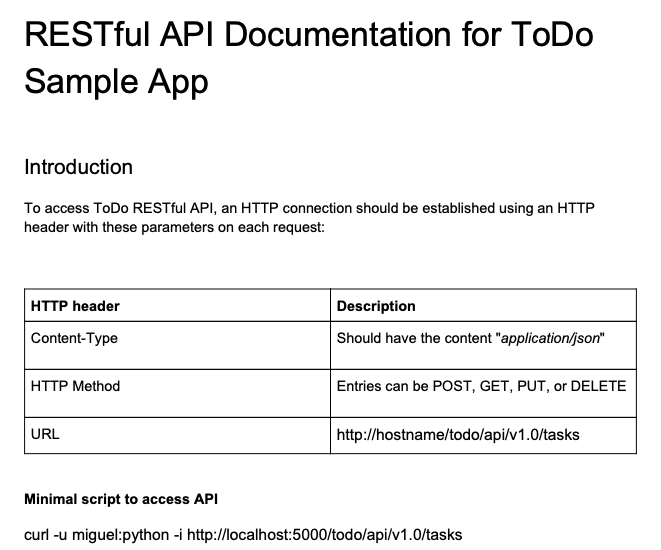 RESTful API Documentation for ToDo
Sample App
Introduction
To access ToDo RESTful API, an HTTP connection should be established using an HTTP
header with these parameters on each request:
HTTP header Description
Content-Type Should have the content "application/json"
HTTP Method Entries can be POST, GET, PUT, or DELETE
URL http://hostname/todo/api/v1.0/tasks
Minimal script to access API
curl -u miguel:python -i http://localhost:5000/todo/api/v1.0/tasks